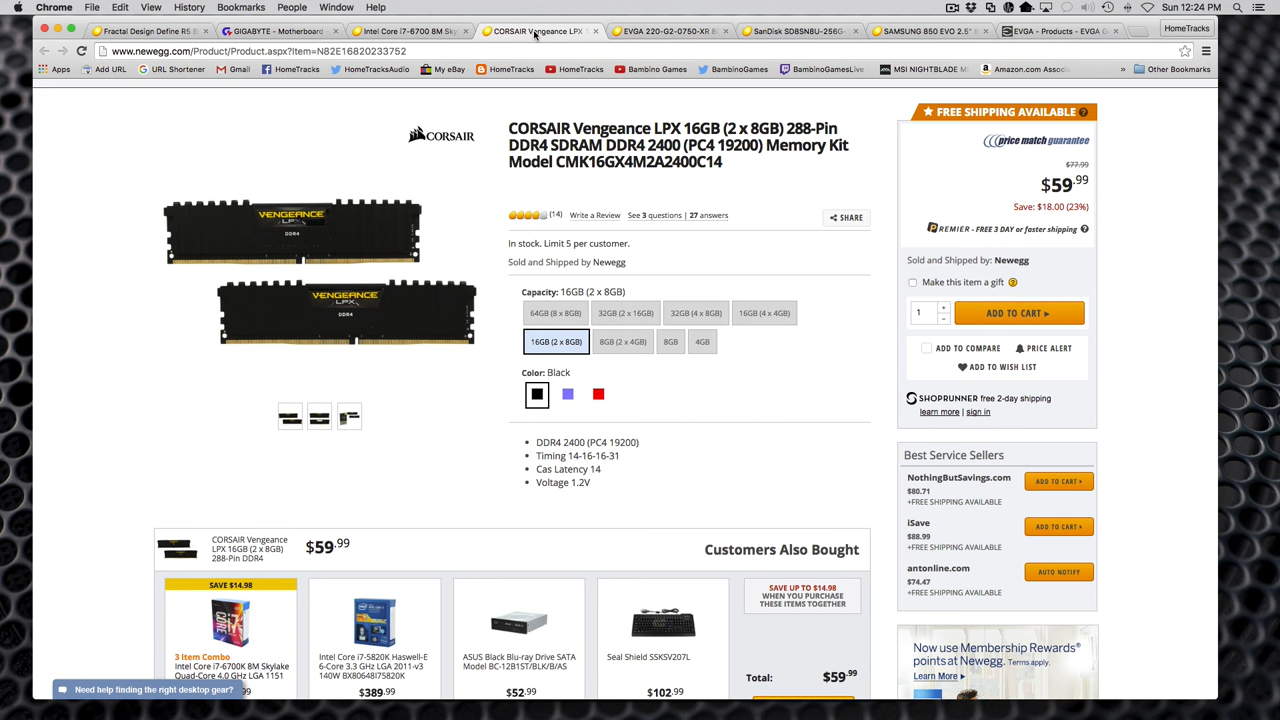 Chrome File Edit View History Bookmarks People Window Help Sun 12:24 PM
Fractal Design Define R5 B GIGABYTE - Motherboard Intel Core i7-6700 8M Sky CORSAIR Vengeance LPX EVGA 220-G2-0750-XR 8 SanDisk SD8SN8U-256G- SAMSUNG 850 EVO 2.5" EVGA - Products - EVGA G HomeTracks
www.newegg.com/Product/Product.aspx?Item=N82E16820233752
Apps Add URL URL Shortener Gmail HomeTracks HomeTracksAudio My eBay HomeTracks HomeTracks Bambino Games BambinoGames BambinoGamesLive MSI NIGHTBLADE M Amazon.com Assoc » Other Bookmarks
FREE SHIPPING AVAILABLE ?
CORSAIR
CORSAIR Vengeance LPX 16GB (2 x 8GB) 288-Pin
DDR4 SDRAM DDR4 2400 (PC4 19200) Memory Kit
Model CMK16GX4M2A2400C14
price match guarantee
$77.99
$59.99
Save: $18.00 (23%)
PREMIER - FREE 3 DAY or faster shipping ?
(14) Write a Review See 3 questions | 27 answers
SHARE
In stock. Limit 5 per customer.
Sold and Shipped by Newegg
Sold and Shipped by: Newegg
Make this item a gift ?
Capacity: 16GB (2 x 8GB)
64GB (8 x 8GB) 32GB (2 x 16GB) 32GB (4 x 8GB) 16GB (4 x 4GB)
16GB (2 x 8GB) 8GB (2 x 4GB) 8GB 4GB
1 + - ADD TO CART ▸
ADD TO COMPARE PRICE ALERT
ADD TO WISH LIST
Color: Black
SHOPRUNNER free 2-day shipping
learn more | sign in
VENGEANCE
LPX
DDR4
VENGEANCE
LPX
DDR4
• DDR4 2400 (PC4 19200)
• Timing 14-16-16-31
• Cas Latency 14
• Voltage 1.2V
Best Service Sellers
NothingButSavings.com
$80.71
+FREE SHIPPING AVAILABLE
ADD TO CART ▸
iSave
$88.99
+FREE SHIPPING AVAILABLE
ADD TO CART ▸
antonline.com
$74.47
+FREE SHIPPING AVAILABLE
AUTO NOTIFY
CORSAIR Vengeance
LPX 16GB (2 x 8GB)
288-Pin DDR4
$59.99
Customers Also Bought
SAVE $14.98
3 Item Combo
Intel Core i7-6700K 8M Skylake
Quad-Core 4.0 GHz LGA 1151
Intel Core i7-5820K Haswell-E
6-Core 3.3 GHz LGA 2011-v3
140W BX80648I75820K
$389.99
ASUS Black Blu-ray Drive SATA
Model BC-12B1ST/BLK/B/AS
$52.99
Seal Shield SSKSV207L
$102.99
SAVE UP TO $14.98
WHEN YOU PURCHASE
THESE ITEMS TOGETHER
Total: $59.99
Now use Membership Rewards®
points at Newegg. Terms apply.
Learn More ▸
Need help finding the right desktop gear?